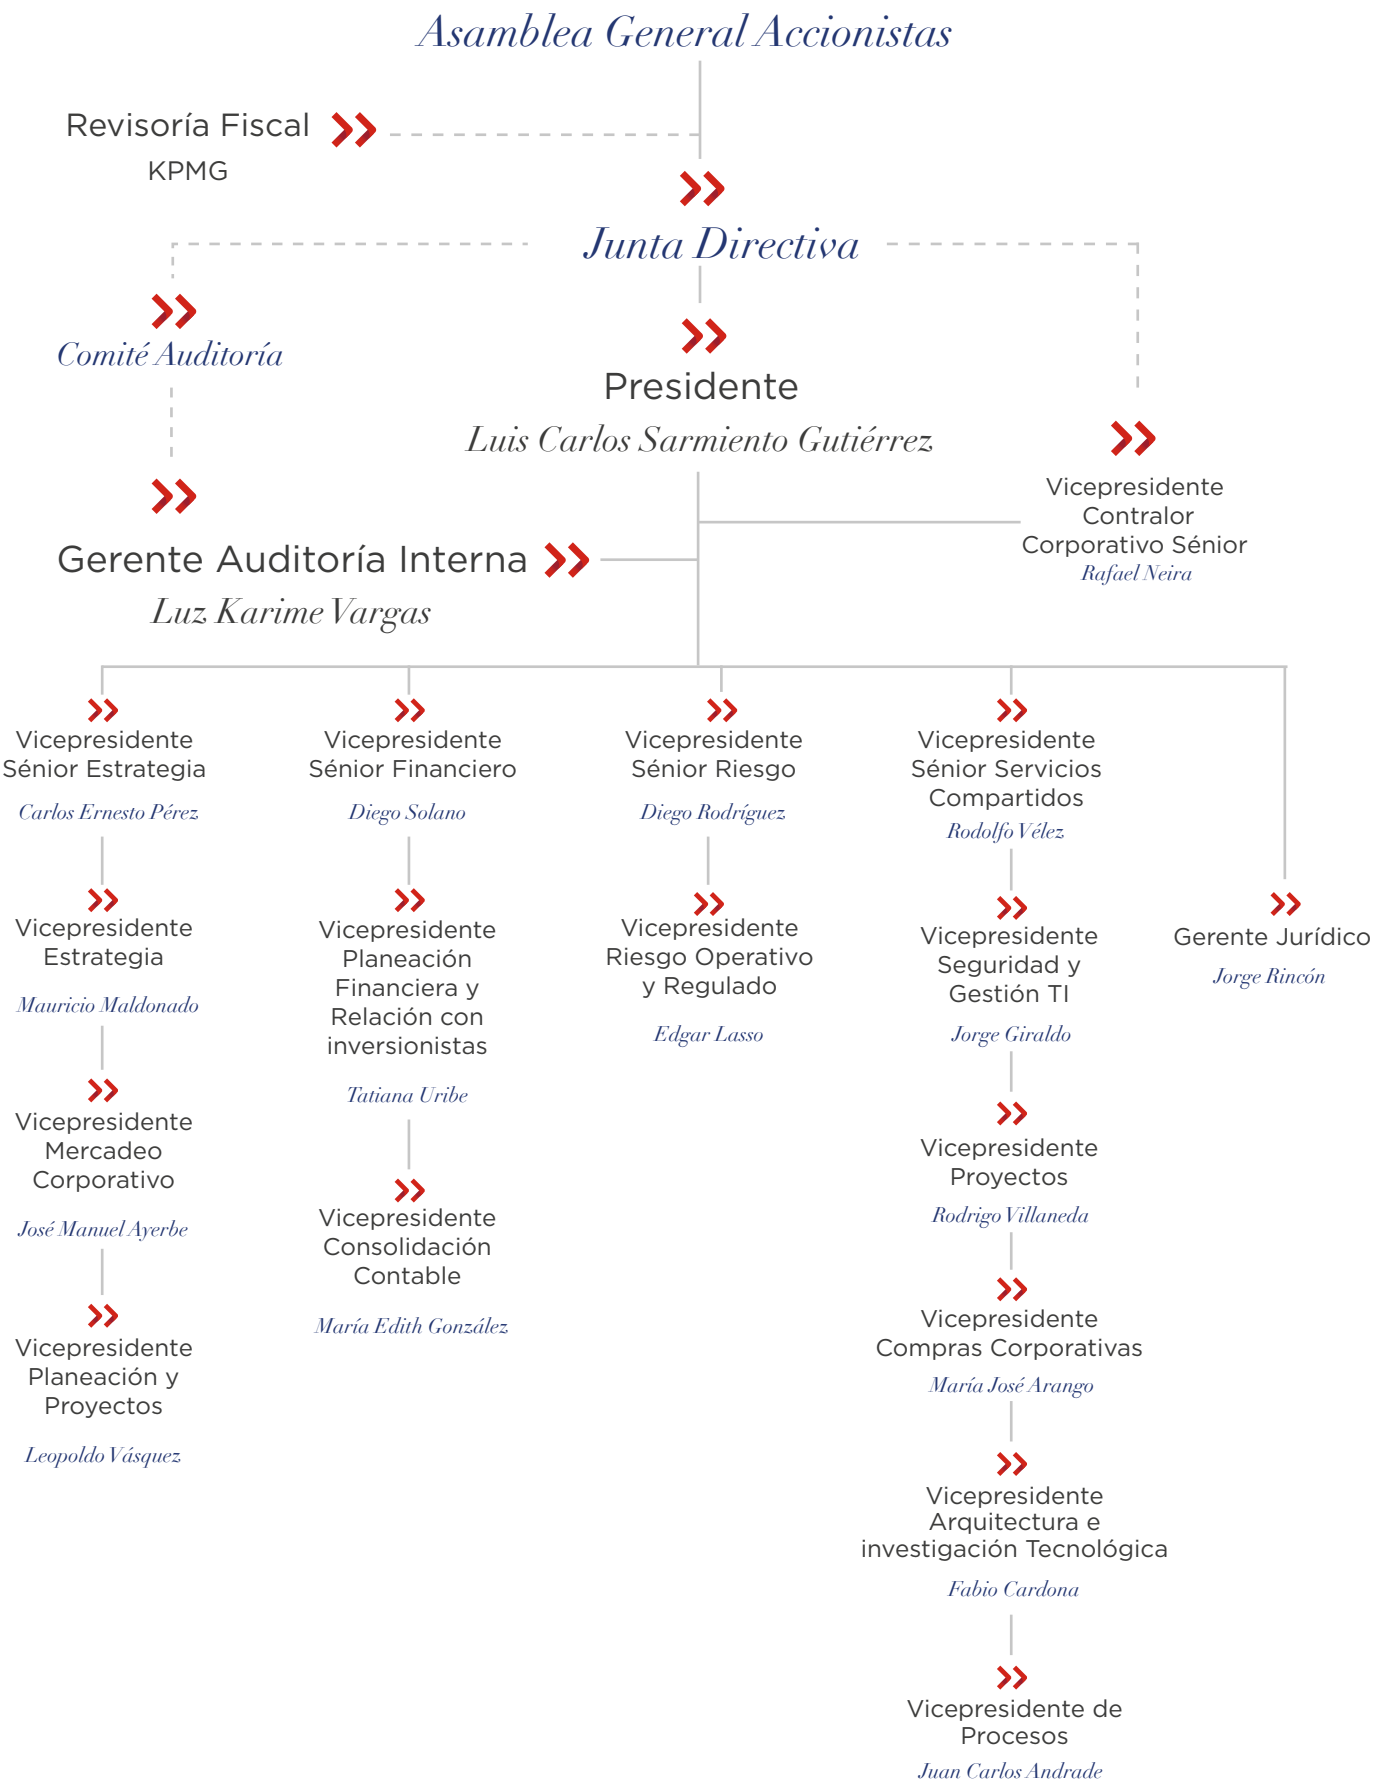 Asamblea General Accionistas
Revisoría Fiscal
KPMG
Junta Directiva
Comité Auditoría
Presidente
Luis Carlos Sarmiento Gutiérrez
Vicepresidente
Contralor
Corporativo Sénior
Rafael Neira
Gerente Auditoría Interna
Luz Karime Vargas
Vicepresidente
Sénior Estrategia
Carlos Ernesto Pérez
Vicepresidente
Estrategia
Mauricio Maldonado
Vicepresidente
Mercadeo
Corporativo
José Manuel Ayerbe
Vicepresidente
Planeación y
Proyectos
Leopoldo Vásquez
Vicepresidente
Sénior Financiero
Diego Solano
Vicepresidente
Planeación
Financiera y
Relación con
inversionistas
Tatiana Uribe
Vicepresidente
Consolidación
Contable
María Edith González
Vicepresidente
Sénior Riesgo
Diego Rodríguez
Vicepresidente
Riesgo Operativo
y Regulado
Edgar Lasso
Vicepresidente
Sénior Servicios
Compartidos
Rodolfo Vélez
Vicepresidente
Seguridad y
Gestión TI
Jorge Giraldo
Vicepresidente
Proyectos
Rodrigo Villaneda
Vicepresidente
Compras Corporativas
María José Arango
Vicepresidente
Arquitectura e
investigación Tecnológica
Fabio Cardona
Vicepresidente de
Procesos
Juan Carlos Andrade
Gerente Jurídico
Jorge Rincón